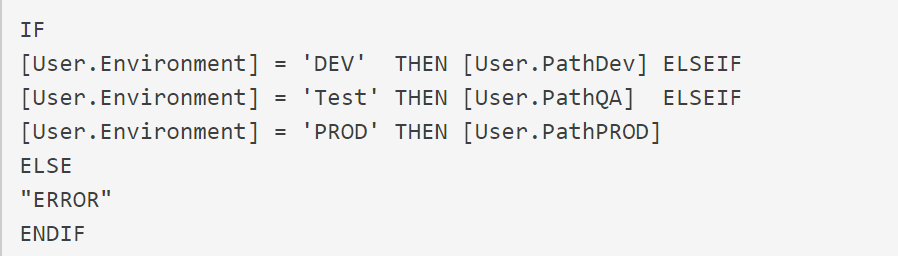 IF
[User.Environment] = 'DEV'  THEN [User.PathDev] ELSEIF
[User.Environment] = 'Test' THEN [User.PathQA]  ELSEIF
[User.Environment] = 'PROD' THEN [User.PathPROD]
ELSE
"ERROR"
ENDIF